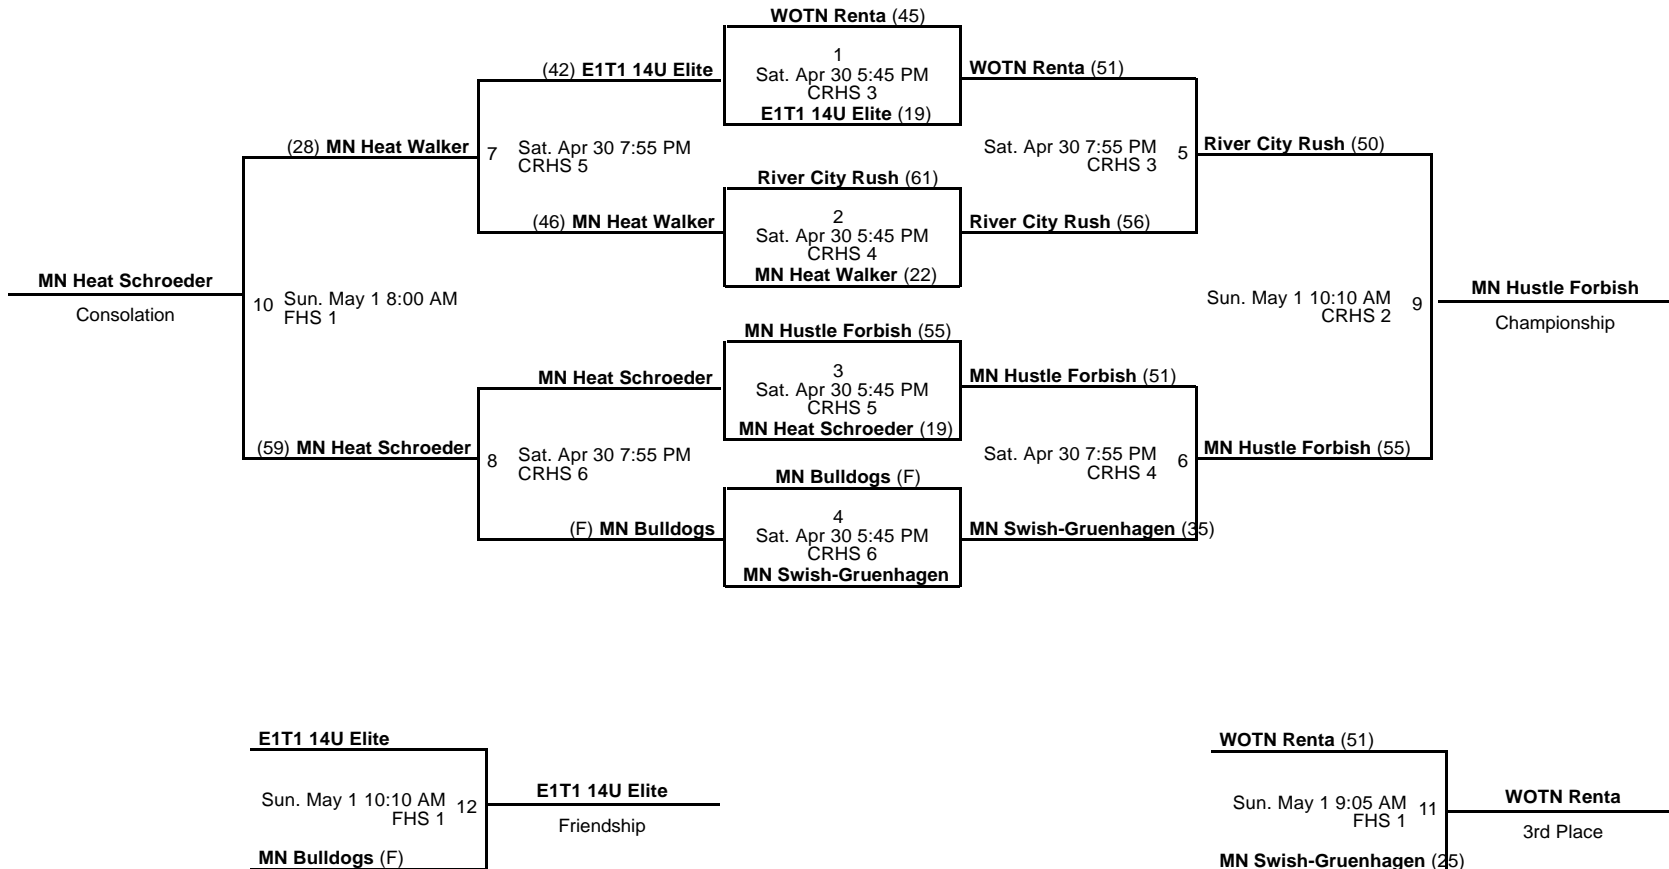 WOTN Renta (45)
1
Sat. Apr 30 5:45 PM
CRHS 3
E1T1 14U Elite (19)
(42) E1T1 14U Elite
WOTN Renta (51)
(28) MN Heat Walker
7 Sat. Apr 30 7:55 PM
CRHS 5
Sat. Apr 30 7:55 PM 5
CRHS 3
River City Rush (50)
River City Rush (61)
2
Sat. Apr 30 5:45 PM
CRHS 4
MN Heat Walker (22)
(46) MN Heat Walker
River City Rush (56)
MN Heat Schroeder
Consolation
10 Sun. May 1 8:00 AM
FHS 1
Sun. May 1 10:10 AM 9
CRHS 2
MN Hustle Forbish
Championship
MN Hustle Forbish (55)
3
Sat. Apr 30 5:45 PM
CRHS 5
MN Heat Schroeder (19)
MN Heat Schroeder
MN Hustle Forbish (51)
(59) MN Heat Schroeder
8 Sat. Apr 30 7:55 PM
CRHS 6
Sat. Apr 30 7:55 PM 6
CRHS 4
MN Hustle Forbish (55)
MN Bulldogs (F)
4
Sat. Apr 30 5:45 PM
CRHS 6
MN Swish-Gruenhagen
(F) MN Bulldogs
MN Swish-Gruenhagen (35)
E1T1 14U Elite
Sun. May 1 10:10 AM 12
FHS 1
MN Bulldogs (F)
E1T1 14U Elite
Friendship
WOTN Renta (51)
Sun. May 1 9:05 AM 11
FHS 1
MN Swish-Gruenhagen (25)
WOTN Renta
3rd Place